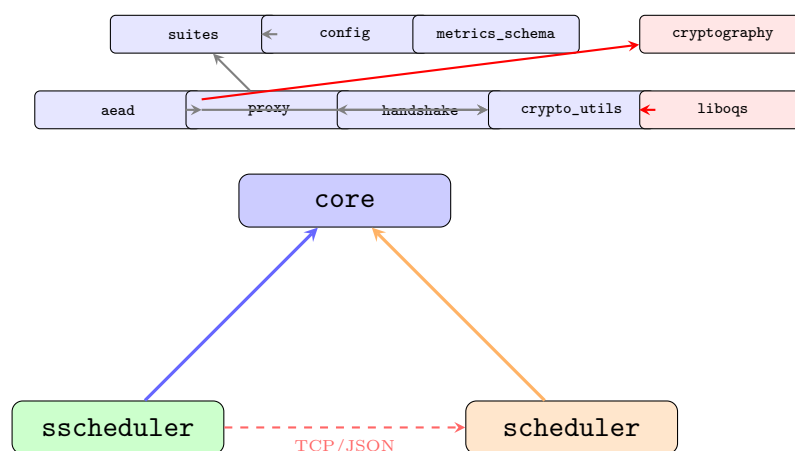 suites
config
metrics_schema
cryptography
aead
proxy
handshake
crypto_utils
liboqs
core
sscheduler
scheduler
TCP/JSON